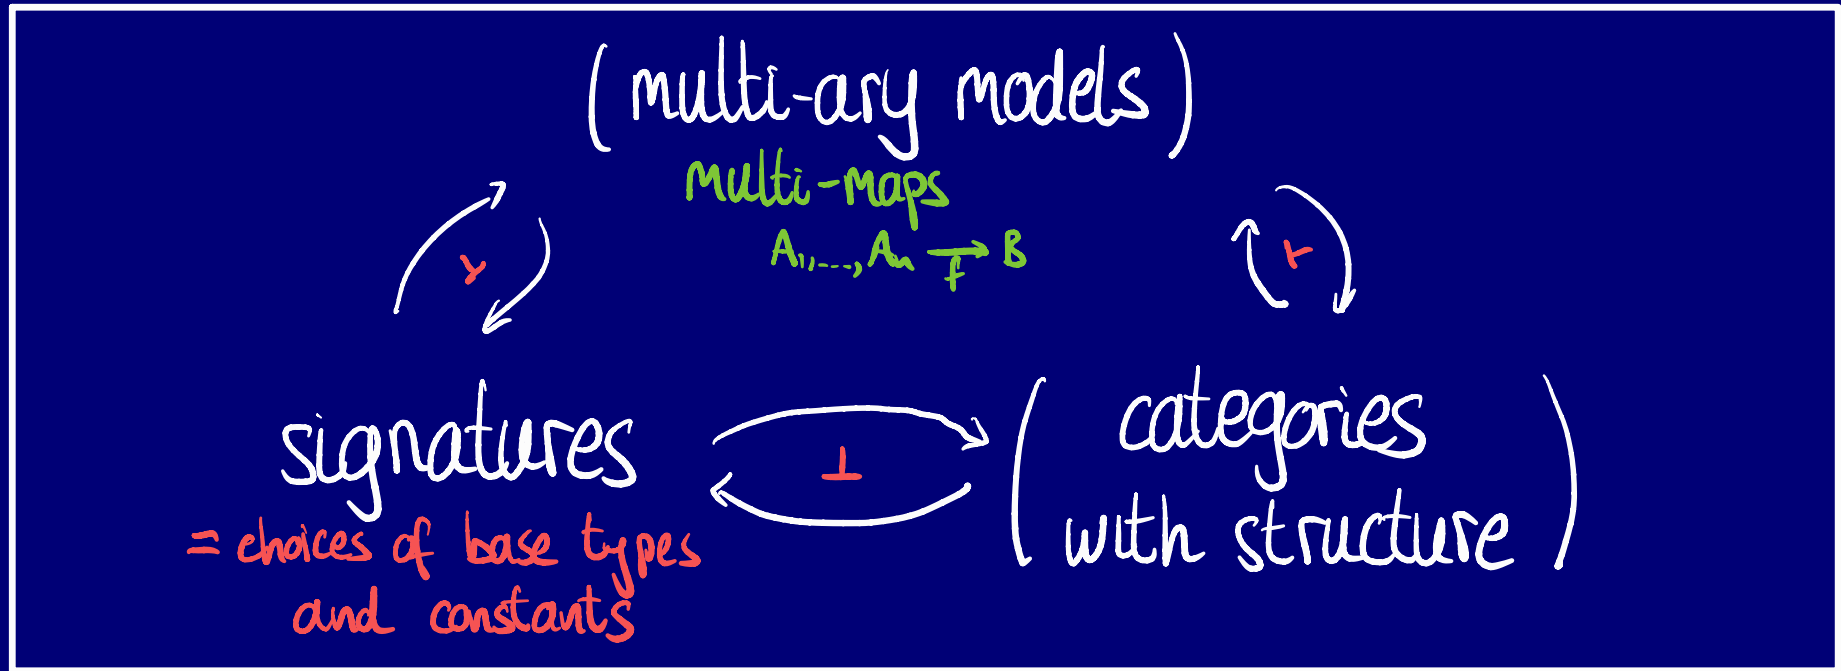 (multi-ary models)
multi-maps
A₁,...,Aₙ →f B
⊥
⊥
signatures
⊥
(categories
with structure)
= choices of base types
and constants